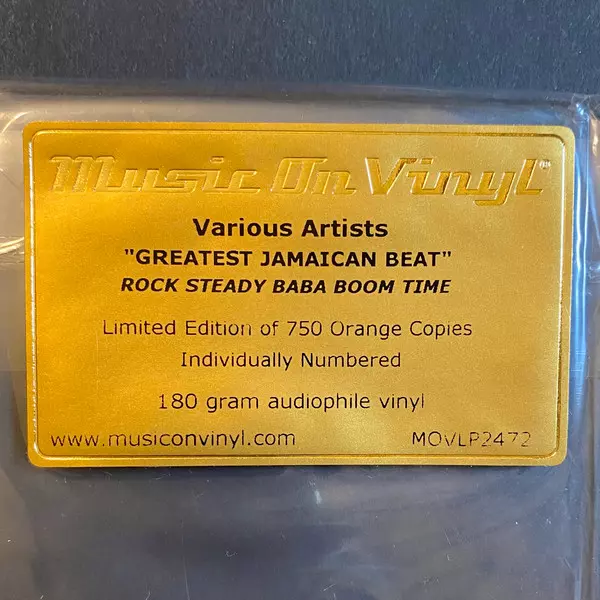 Music On Vinyl®
Various Artists
"GREATEST JAMAICAN BEAT"
ROCK STEADY BABA BOOM TIME
Limited Edition of 750 Orange Copies
Individually Numbered
180 gram audiophile vinyl
www.musiconvinyl.com MOVLP2472